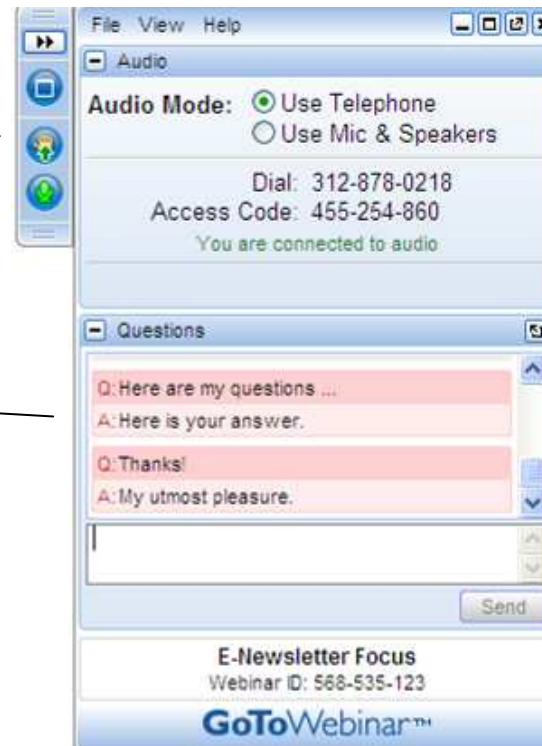 File View Help
Audio
Audio Mode: Use Telephone
Use Mic & Speakers
Dial: 312-878-0218
Access Code: 455-254-860
You are connected to audio
Questions
Q: Here are my questions ...
A: Here is your answer.
Q: Thanks!
A: My utmost pleasure.
Send
E-Newsletter Focus
Webinar ID: 568-535-123
GoToWebinar™